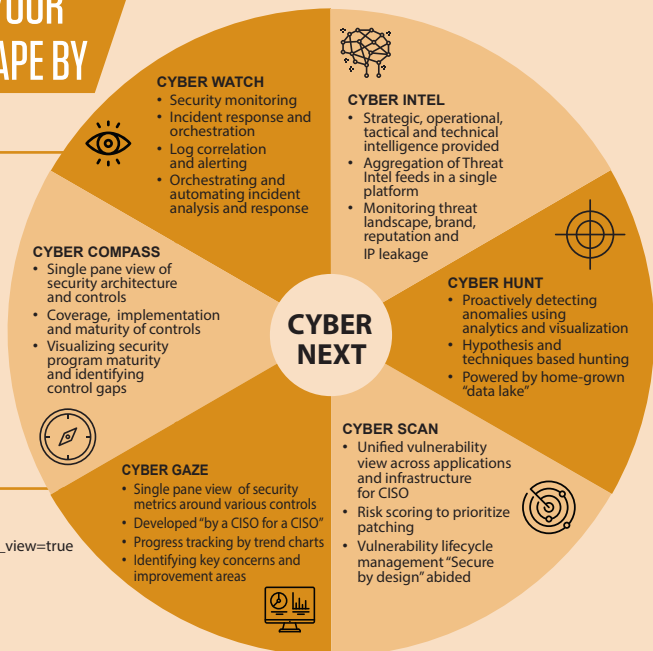 YOUR
APE BY
CYBER WATCH
• Security monitoring
• Incident response and
orchestration
• Log correlation
and alerting
• Orchestrating and
automating incident
analysis and response
CYBER INTEL
• Strategic, operational,
tactical and technical
intelligence provided
• Aggregation of Threat
Intel feeds in a single
platform
• Monitoring threat
landscape, brand,
reputation and
IP leakage
CYBER COMPASS
• Single pane view of
security architecture
and controls
• Coverage, implementation
and maturity of controls
• Visualizing security
program maturity
and identifying
control gaps
CYBER
NEXT
CYBER HUNT
• Proactively detecting
anomalies using
analytics and visualization
• Hypothesis and
techniques based hunting
• Powered by home-grown
“data lake”
CYBER GAZE
• Single pane view of security
metrics around various controls
• Developed “by a CISO for a CISO”
• Progress tracking by trend charts
• Identifying key concerns and
improvement areas
CYBER SCAN
• Unified vulnerability
view across applications
and infrastructure
for CISO
• Risk scoring to prioritize
patching
• Vulnerability lifecycle
management “Secure
by design” abided
_view=true